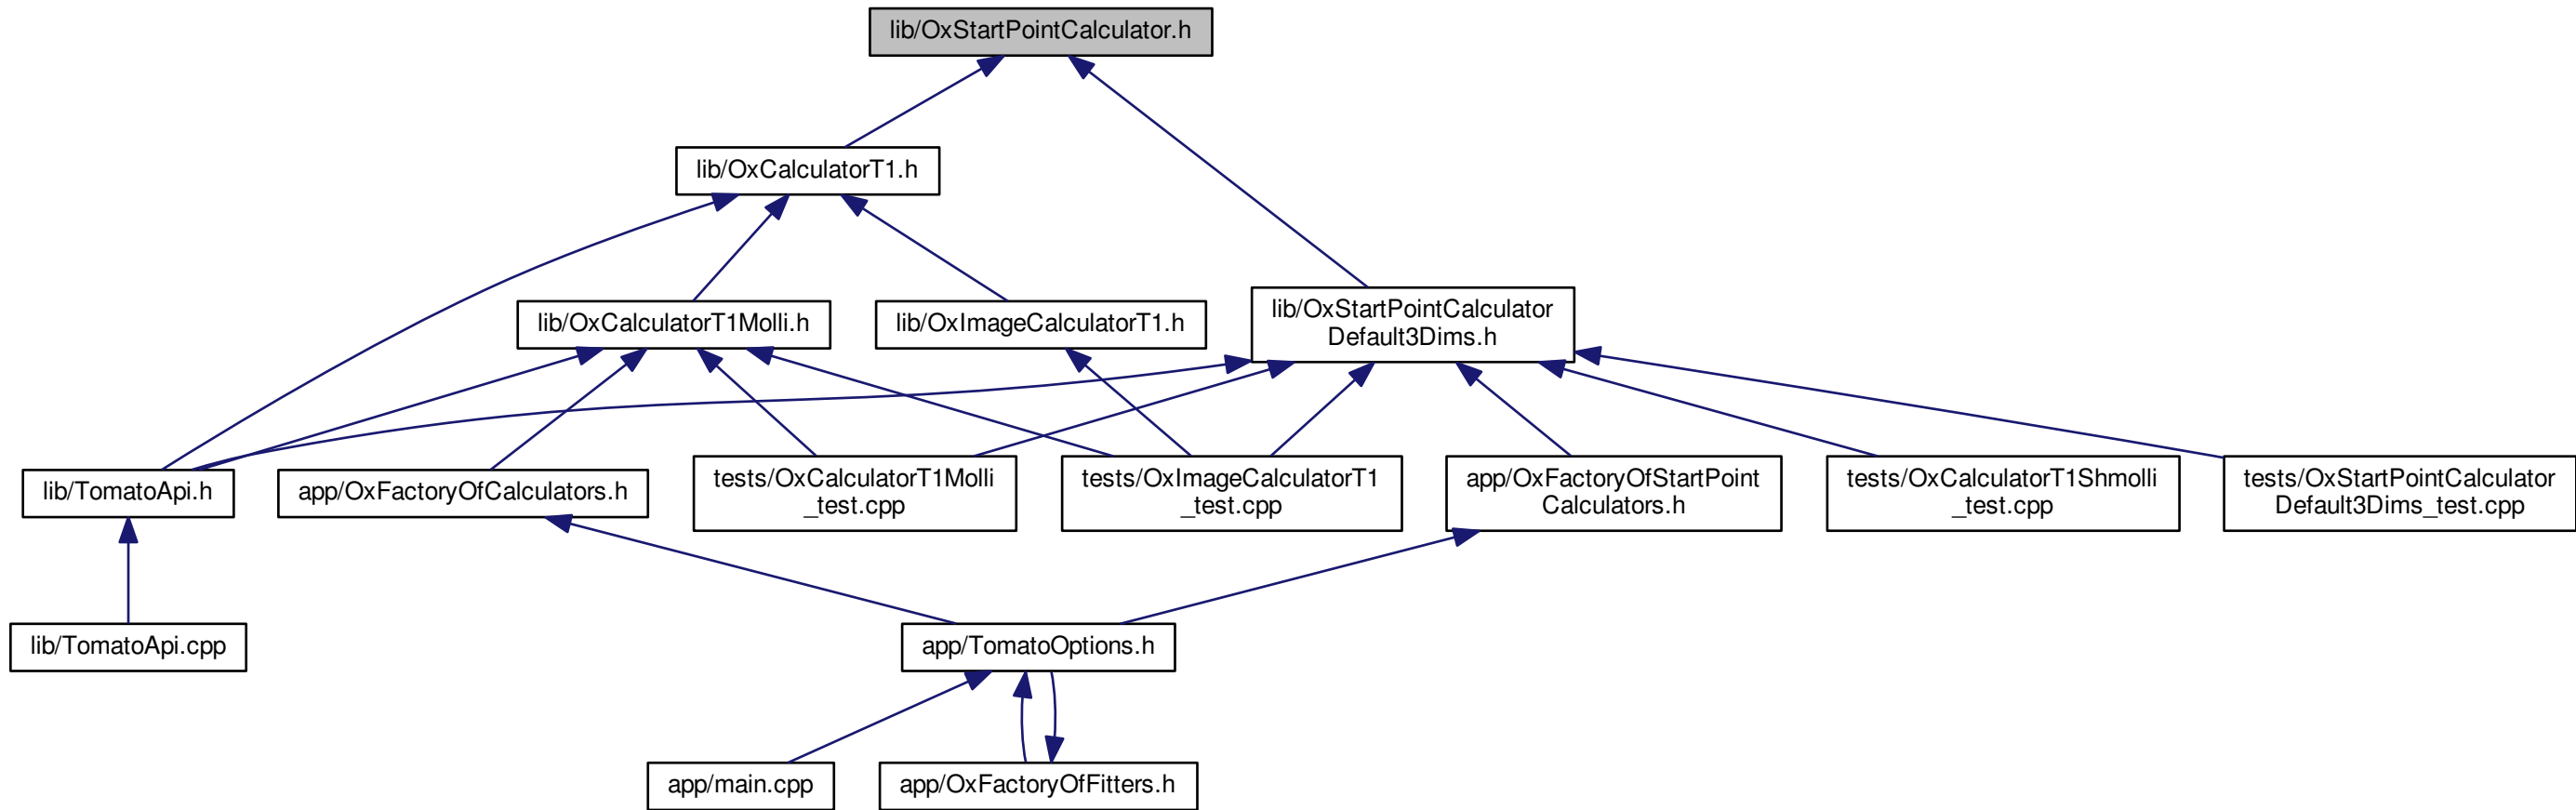 lib/OxStartPointCalculator.h
lib/OxCalculatorT1.h
lib/OxCalculatorT1Molli.h
lib/OxImageCalculatorT1.h
lib/OxStartPointCalculator
Default3Dims.h
lib/TomatoApi.h
app/OxFactoryOfCalculators.h
tests/OxCalculatorT1Molli
_test.cpp
tests/OxImageCalculatorT1
_test.cpp
app/OxFactoryOfStartPoint
Calculators.h
tests/OxCalculatorT1Shmolli
_test.cpp
tests/OxStartPointCalculator
Default3Dims_test.cpp
lib/TomatoApi.cpp
app/TomatoOptions.h
app/main.cpp
app/OxFactoryOfFitters.h